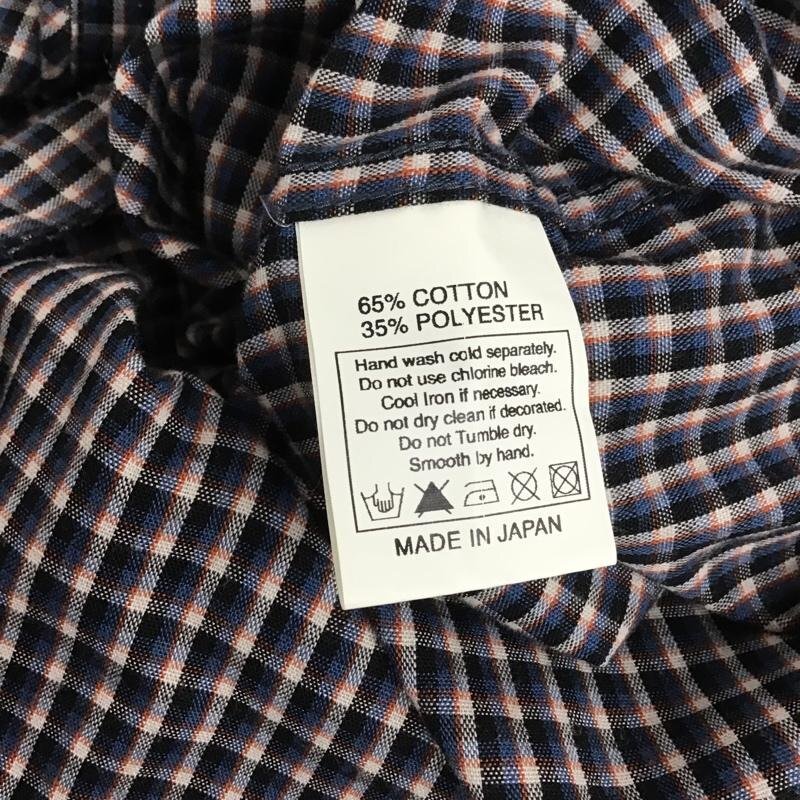 65% COTTON
35% POLYESTER
Hand wash cold separately.
Do not use chlorine bleach.
Cool Iron if necessary.
Do not dry clean if decorated.
Do not Tumble dry.
Smooth by hand.
MADE IN JAPAN